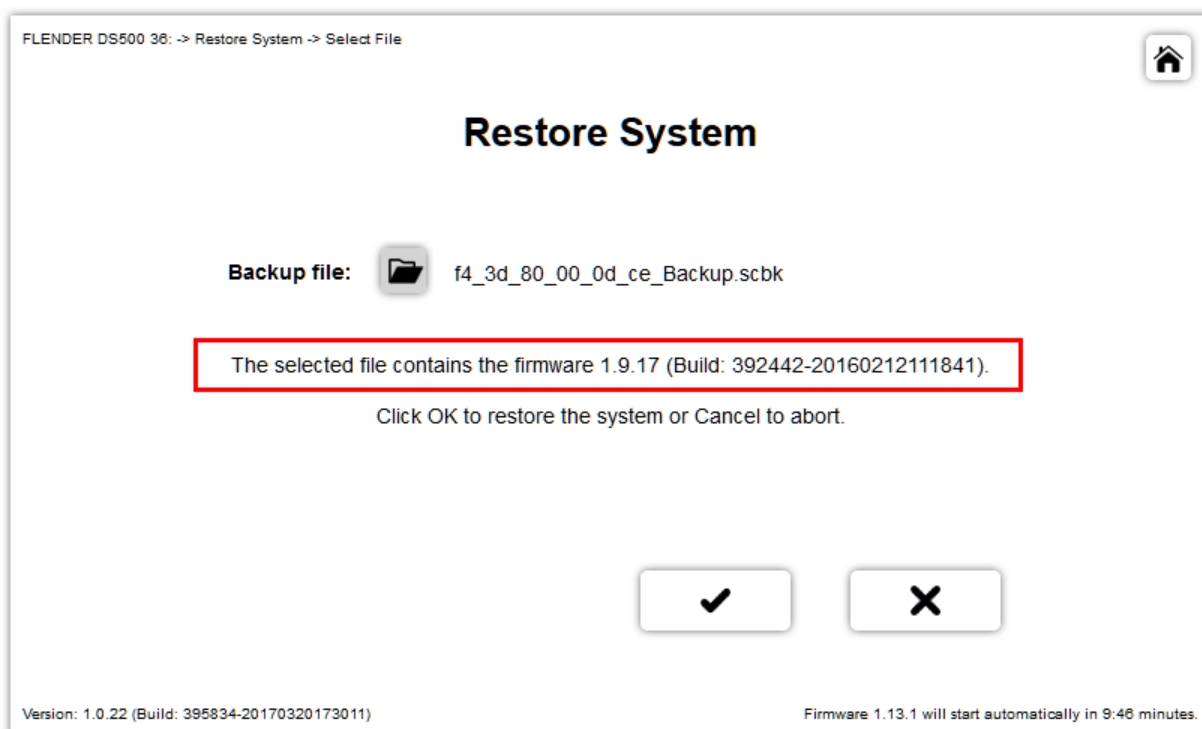 FLENDER DS500 36: -> Restore System -> Select File
Restore System
Backup file: f4_3d_80_00_0d_ce_Backup.scbk
The selected file contains the firmware 1.9.17 (Build: 392442-20160212111841).
Click OK to restore the system or Cancel to abort.
Version: 1.0.22 (Build: 395834-20170320173011) Firmware 1.13.1 will start automatically in 9:46 minutes.